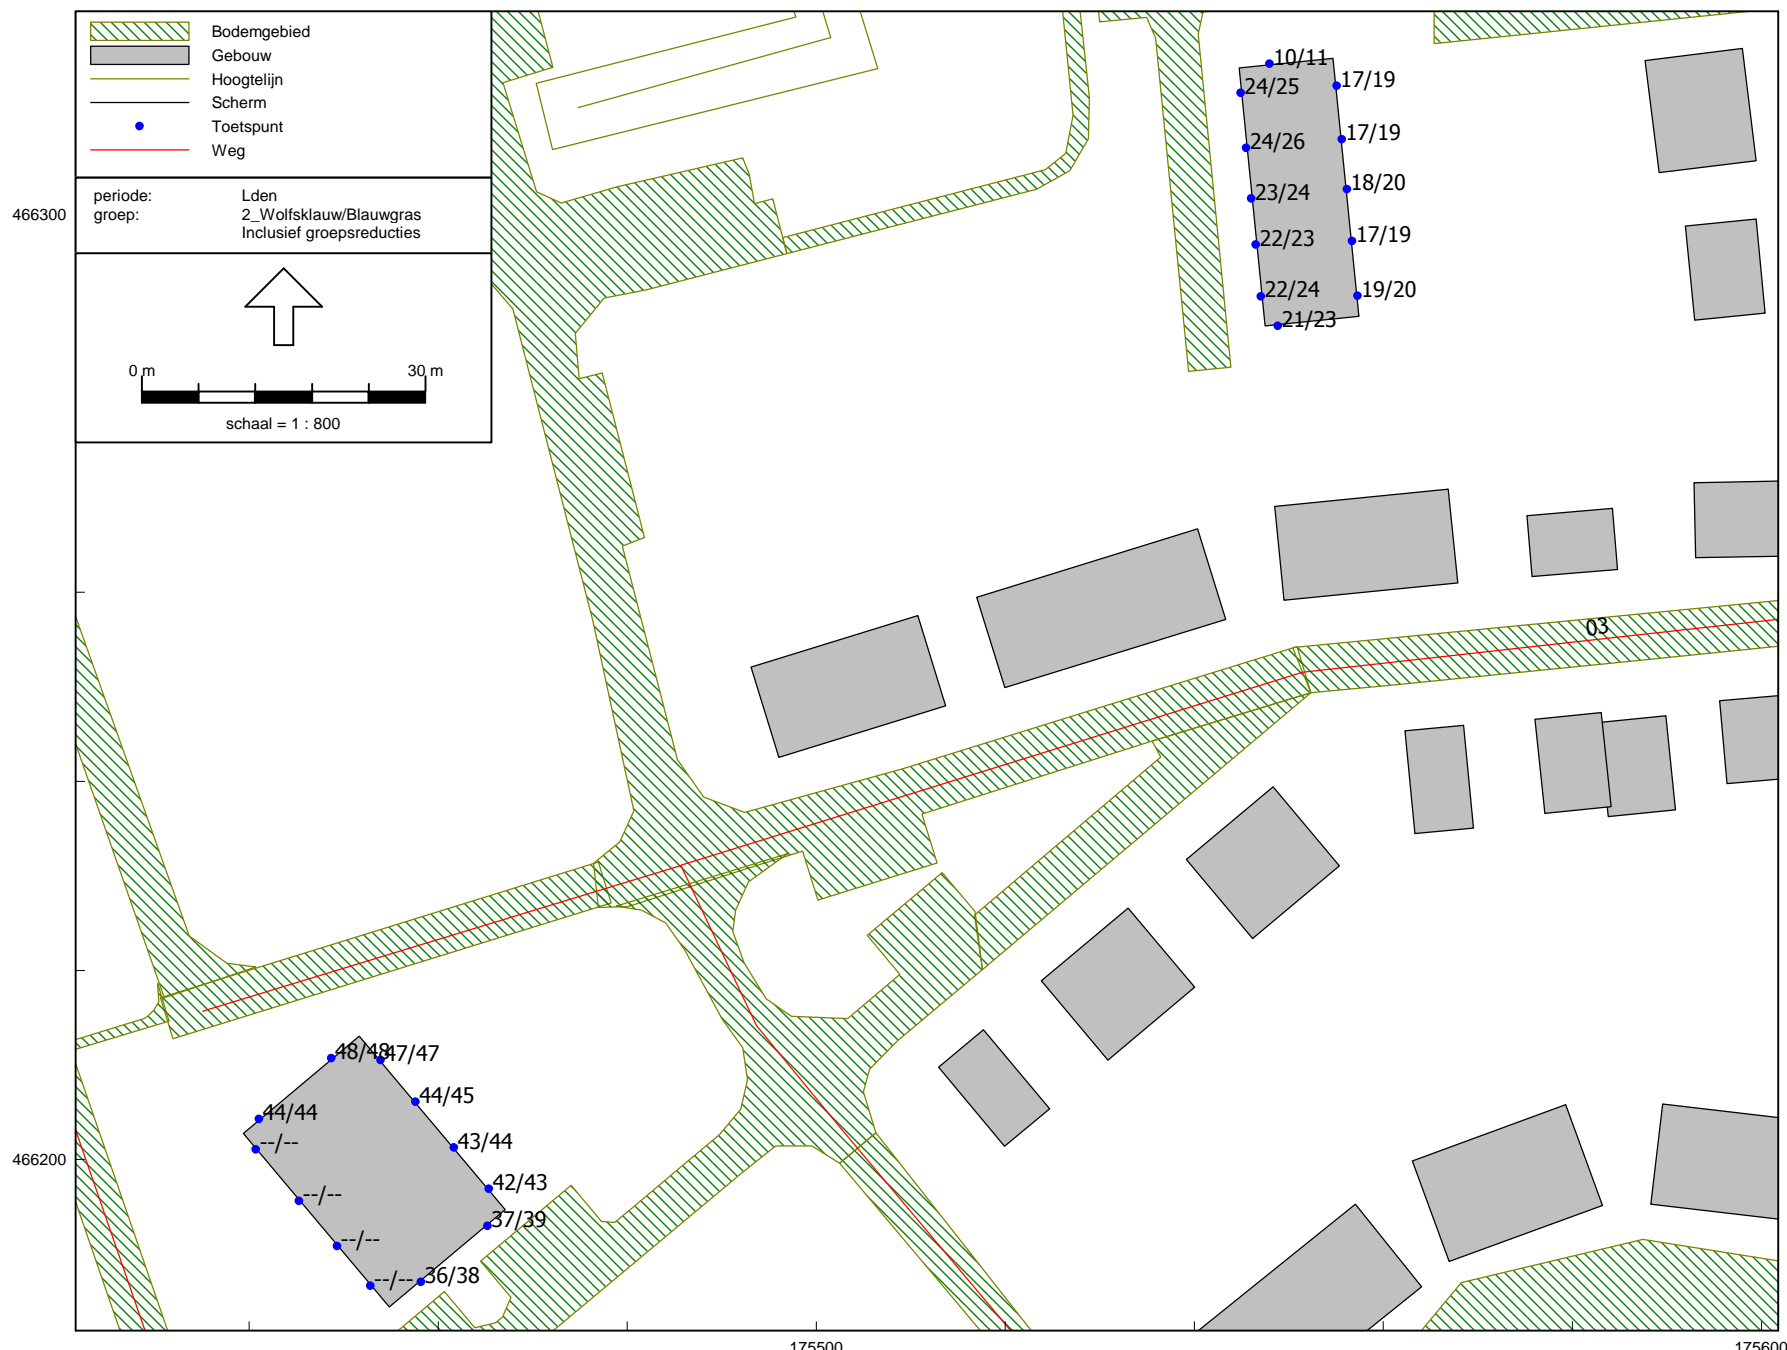 Bodemgebied
Gebouw
Hoogtelijn
Scherm
Toetspunt
Weg
periode: Lden
groep: 2_Wolfsklauw/Blauwgras
Inclusief groepsreducties
0 m 30 m
schaal = 1 : 800
466300
466200
175500
175600
10/11
24/25
17/19
24/26
17/19
23/24
18/20
22/23
17/19
22/24
19/20
21/23
03
48/48
47/47
44/45
44/44
--/--
43/44
42/43
--/--
37/39
--/--
--/--
36/38